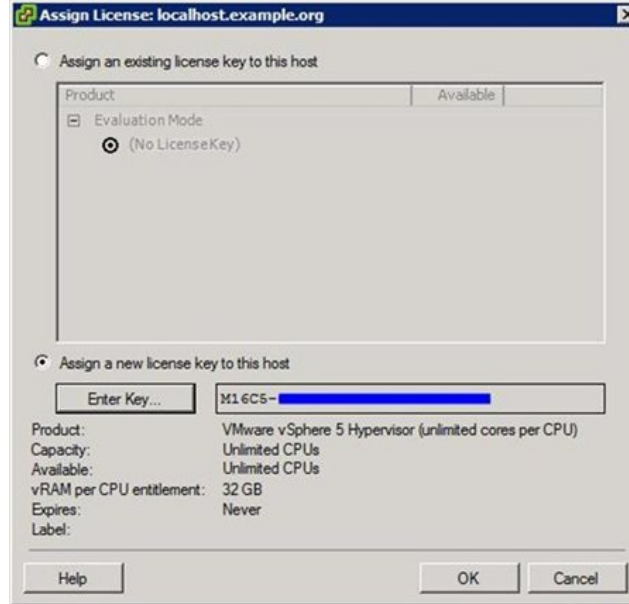 Assign License: localhost.example.org
Assign an existing license key to this host
Product Available
Evaluation Mode
(No LicenseKey)
Assign a new license key to this host
Enter Key... M16C5-
Product: VMware vSphere 5 Hypervisor (unlimited cores per CPU)
Capacity: Unlimited CPUs
Available: Unlimited CPUs
vRAM per CPU entitlement: 32 GB
Expires: Never
Label:
Help OK Cancel